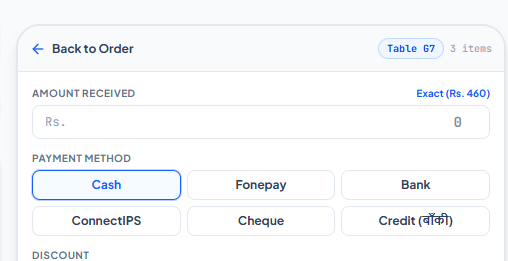 Back to Order Table G7 3 items
AMOUNT RECEIVED Exact (Rs. 460)
Rs. 0
PAYMENT METHOD
Cash Fonepay Bank
ConnectIPS Cheque Credit (बाँकी)
DISCOUNT